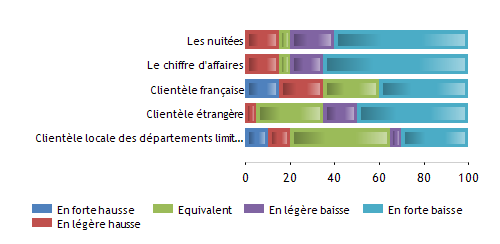 Les nuitées
Le chiffre d'affaires
Clientèle française
Clientèle étrangère
Clientèle locale des départements limit...
0 20 40 60 80 100
En forte hausse Equivalent En légère baisse En forte baisse
En légère hausse